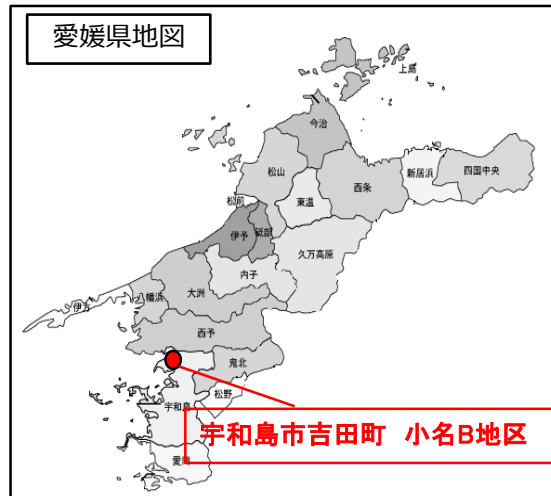 愛媛県地図
上島
今治
松山
西条
新居浜
四国中央
東温
松前
伊予
砥部
久万高原
内子
大洲
八幡浜
伊方
西予
鬼北
松野
宇和島
宇和島市吉田町 小名B地区
愛南